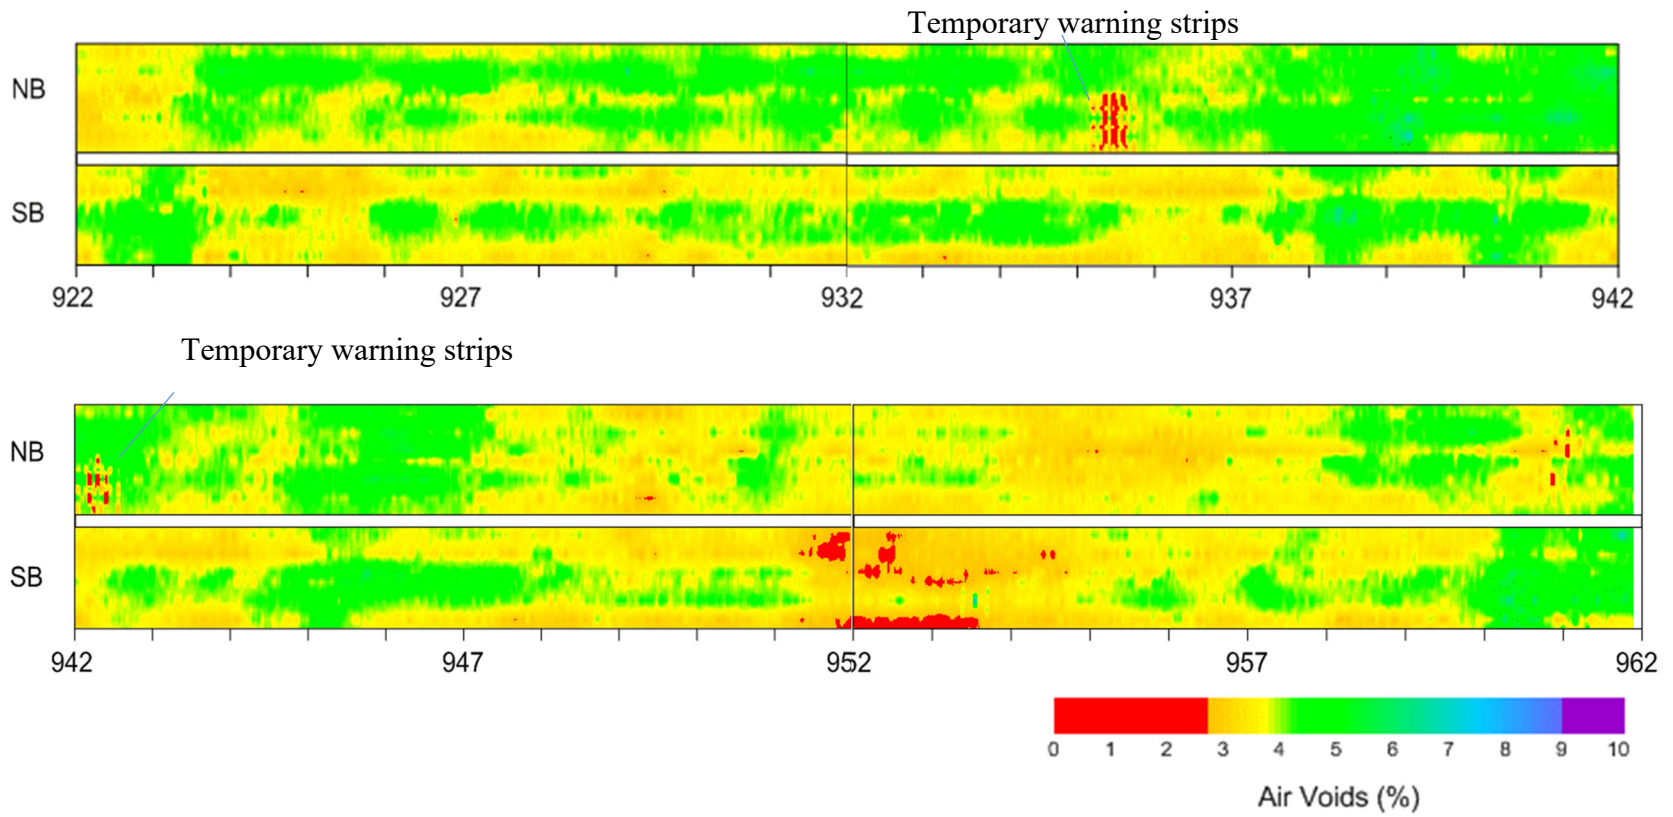 Temporary warning strips
NB
SB
922 927 932 937 942
Temporary warning strips
NB
SB
942 947 952 957 962
0 1 2 3 4 5 6 7 8 9 10
Air Voids (%)